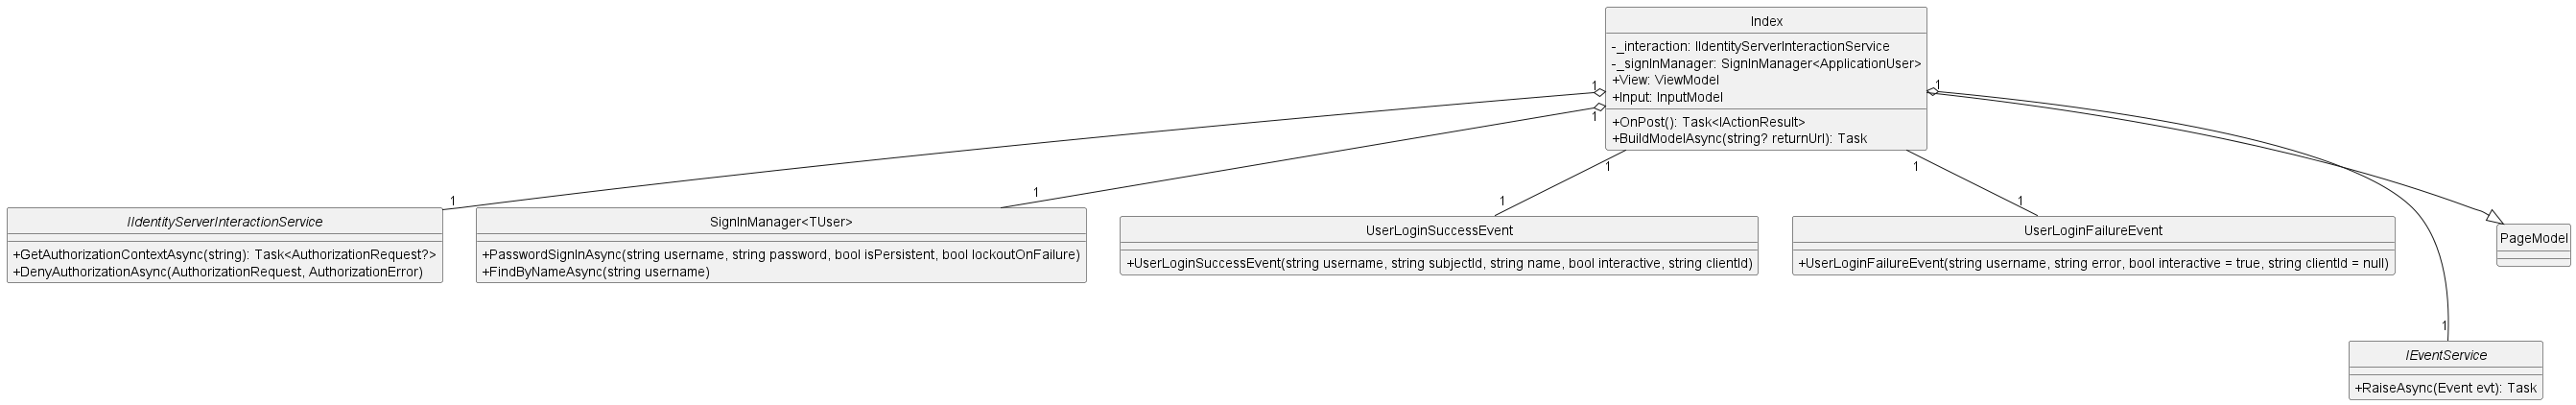 Index
-_interaction: IIdentityServerInteractionService
-_signInManager: SignInManager<ApplicationUser>
+View: ViewModel
+Input: InputModel
+OnPost(): Task<IActionResult>
+BuildModelAsync(string? returnUrl): Task
1
1
1
1
1
1
1
1
1
1
IIdentityServerInteractionService
+GetAuthorizationContextAsync(string): Task<AuthorizationRequest?>
+DenyAuthorizationAsync(AuthorizationRequest, AuthorizationError)
SignInManager<TUser>
+PasswordSignInAsync(string username, string password, bool isPersistent, bool lockoutOnFailure)
+FindByNameAsync(string username)
UserLoginSuccessEvent
+UserLoginSuccessEvent(string username, string subjectId, string name, bool interactive, string clientId)
UserLoginFailureEvent
+UserLoginFailureEvent(string username, string error, bool interactive = true, string clientId = null)
PageModel
IEventService
+RaiseAsync(Event evt): Task